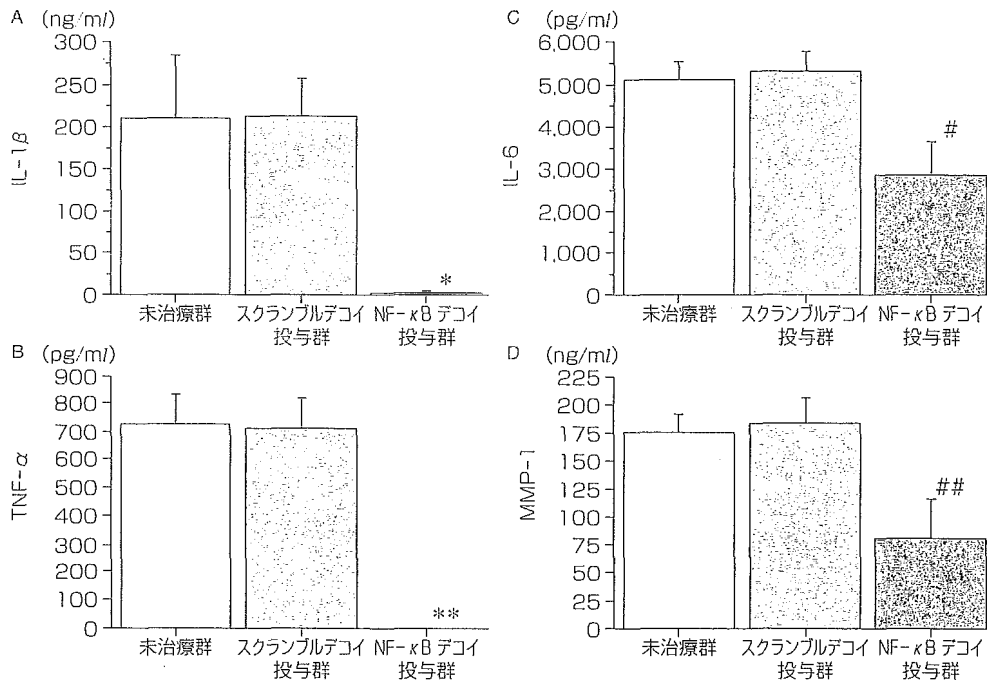 A (ng/ml)
300
250
200
150
100
50
0
IL-1β
*
未治療群 スクランブルデコイ NF-κB デコイ
投与群 投与群
B (pg/ml)
900
800
700
600
500
400
300
200
100
0
TNF-α
**
未治療群 スクランブルデコイ NF-κB デコイ
投与群 投与群
C (pg/ml)
6,000
5,000
4,000
3,000
2,000
1,000
0
IL-6
#
未治療群 スクランブルデコイ NF-κB デコイ
投与群 投与群
D (ng/ml)
225
200
175
150
125
100
75
50
25
0
MMP-1
##
未治療群 スクランブルデコイ NF-κB デコイ
投与群 投与群